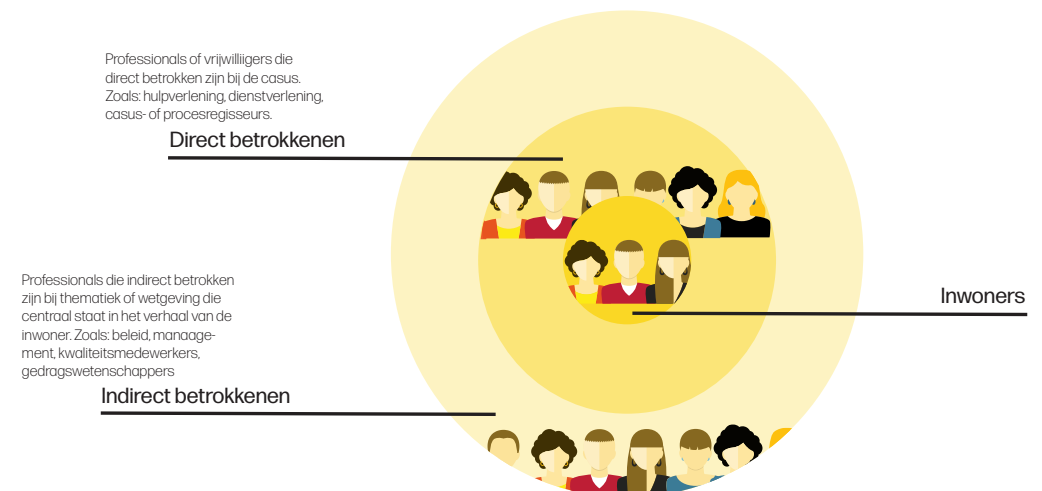 Professionals of vrijwilliigers die
direct betrokken zijn bij de casus.
Zoals: hulpverlening, dienstverlening,
casus- of procesregisseurs.
Direct betrokkenen
Professionals die indirect betrokken
zijn bij thematiek of wetgeving die
centraal staat in het verhaal van de
inwoner. Zoals: beleid, manaage-
ment, kwaliteitsmedewerkers,
gedragswetenschappers
Inwoners
Indirect betrokkenen